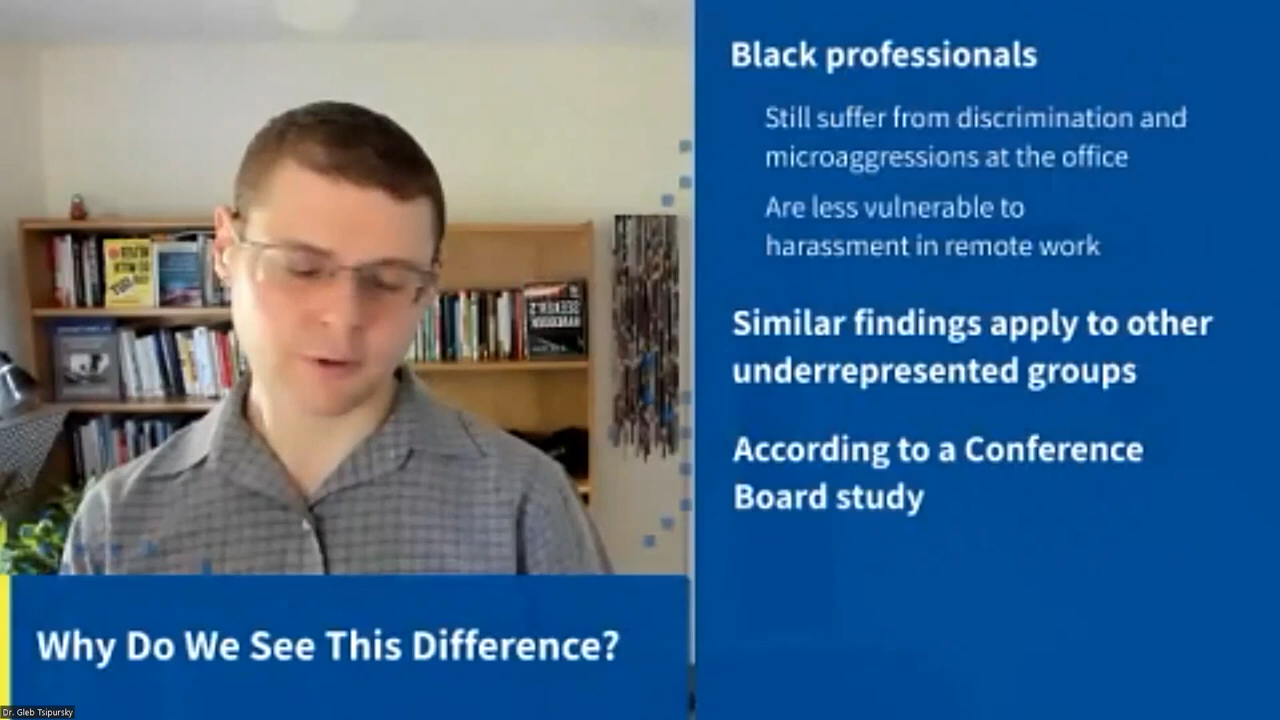 Black professionals
Still suffer from discrimination and
microaggressions at the office
Are less vulnerable to
harassment in remote work
Similar findings apply to other
underrepresented groups
According to a Conference
Board study
Why Do We See This Difference?
Dr. Gleb Tsipursky